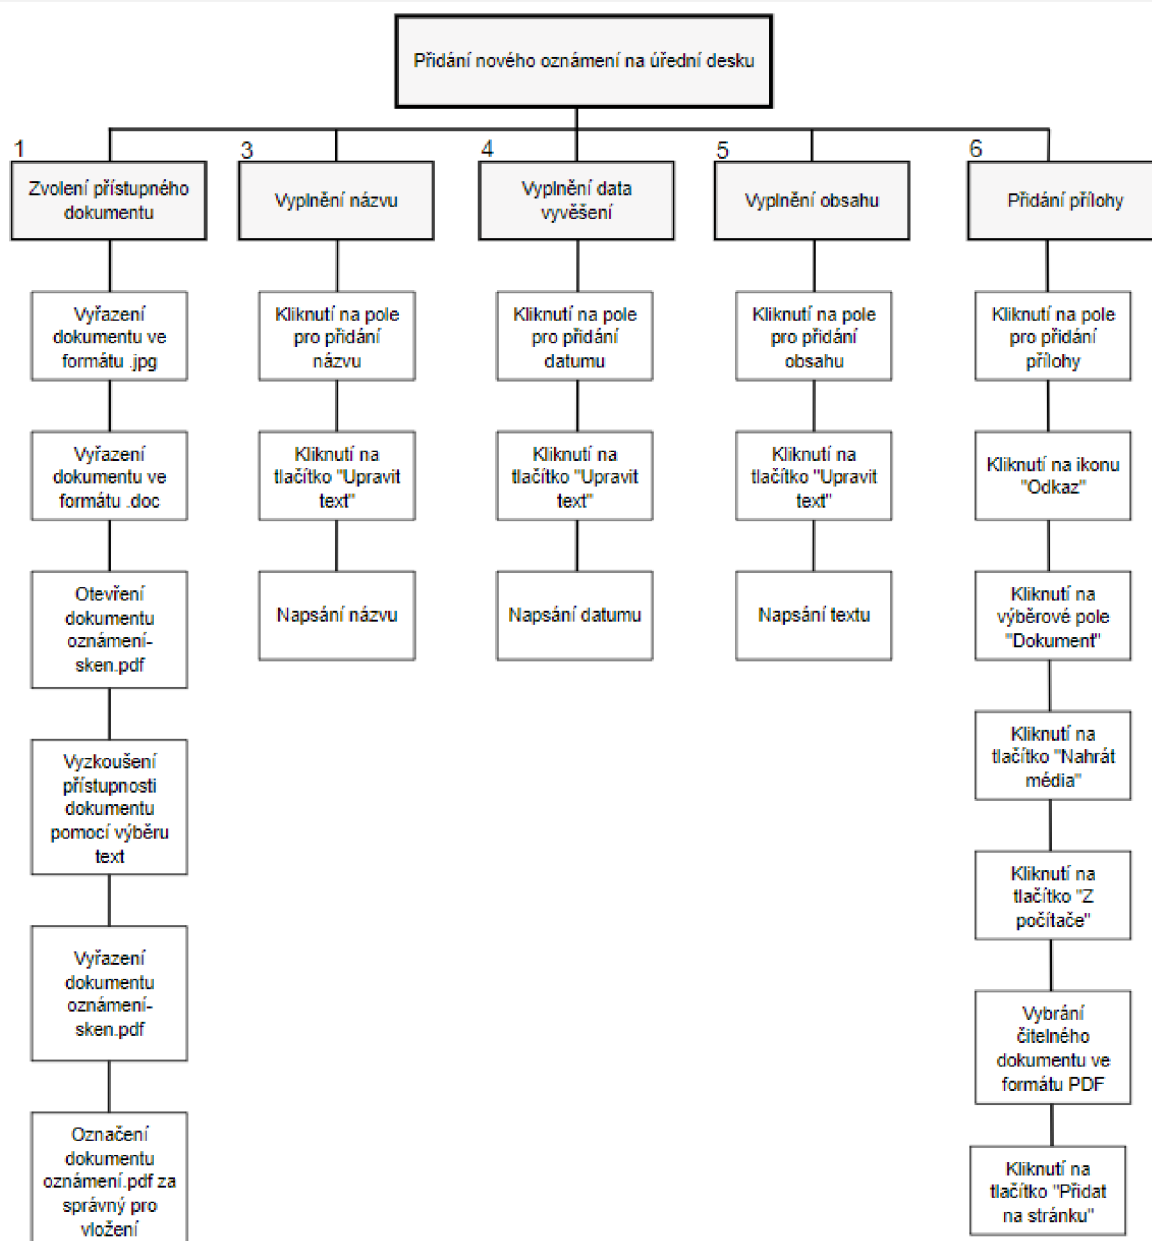 Přidání nového oznámení na úřední desku
1
Zvolení přístupného
dokumentu
Vyřazení
dokumentu ve
formátu .jpg
Vyřazení
dokumentu ve
formátu .doc
Otevření
dokumentu
oznámení-
sken.pdf
Vyzkoušení
přístupnosti
dokumentu
pomocí výběru
text
Vyřazení
dokumentu
oznámení-
sken.pdf
Označení
dokumentu
oznámení.pdf za
správný pro
vložení
3
Vyplnění názvu
Kliknutí na pole
pro přidání
názvu
Kliknutí na
tlačítko "Upravit
text"
Napsání názvu
4
Vyplnění data
vyvěšení
Kliknutí na pole
pro přidání
datumu
Kliknutí na
tlačítko "Upravit
text"
Napsání datumu
5
Vyplnění obsahu
Kliknutí na pole
pro přidání
obsahu
Kliknutí na
tlačítko "Upravit
text"
Napsání textu
6
Přidání přílohy
Kliknutí na pole
pro přidání
přílohy
Kliknutí na ikonu
"Odkaz"
Kliknutí na
výběrové pole
"Dokument"
Kliknutí na
tlačítko "Nahrát
média"
Kliknutí na
tlačítko "Z
počítače"
Vybrání
čitelného
dokumentu ve
formátu PDF
Kliknutí na
tlačítko "Přidat
na stránku"